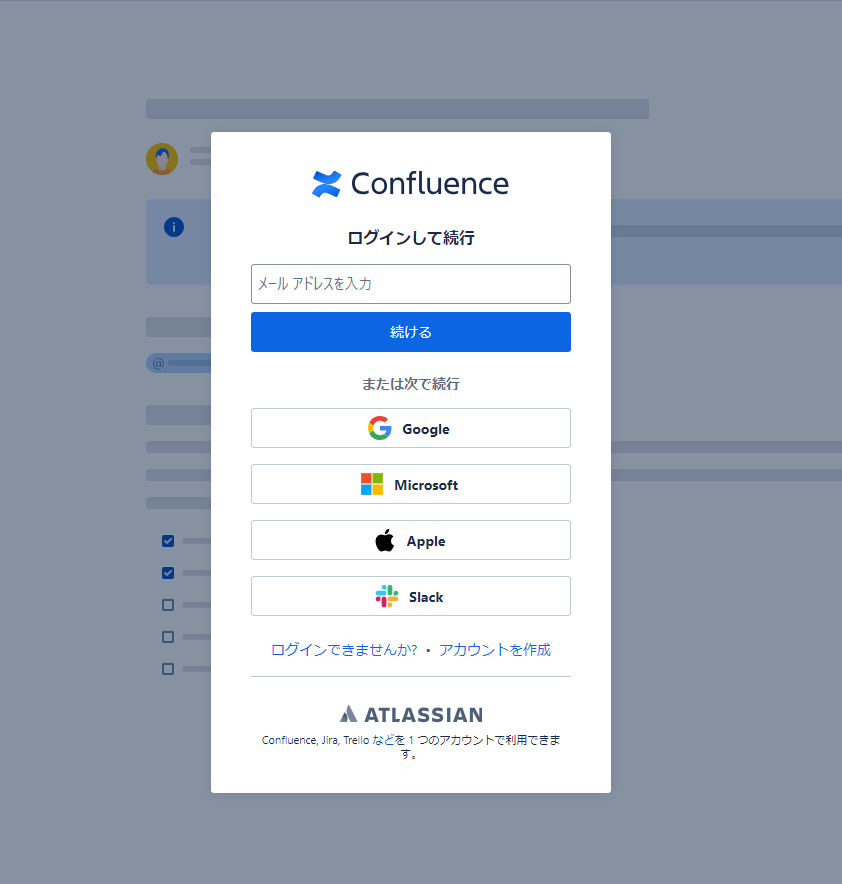 Confluence
ログインして続行
メール アドレスを入力
続ける
または次で続行
Google
Microsoft
Apple
Slack
ログインできませんか? • アカウントを作成
ATLASSIAN
Confluence, Jira, Trello などを 1 つのアカウントで利用できま
す。
@